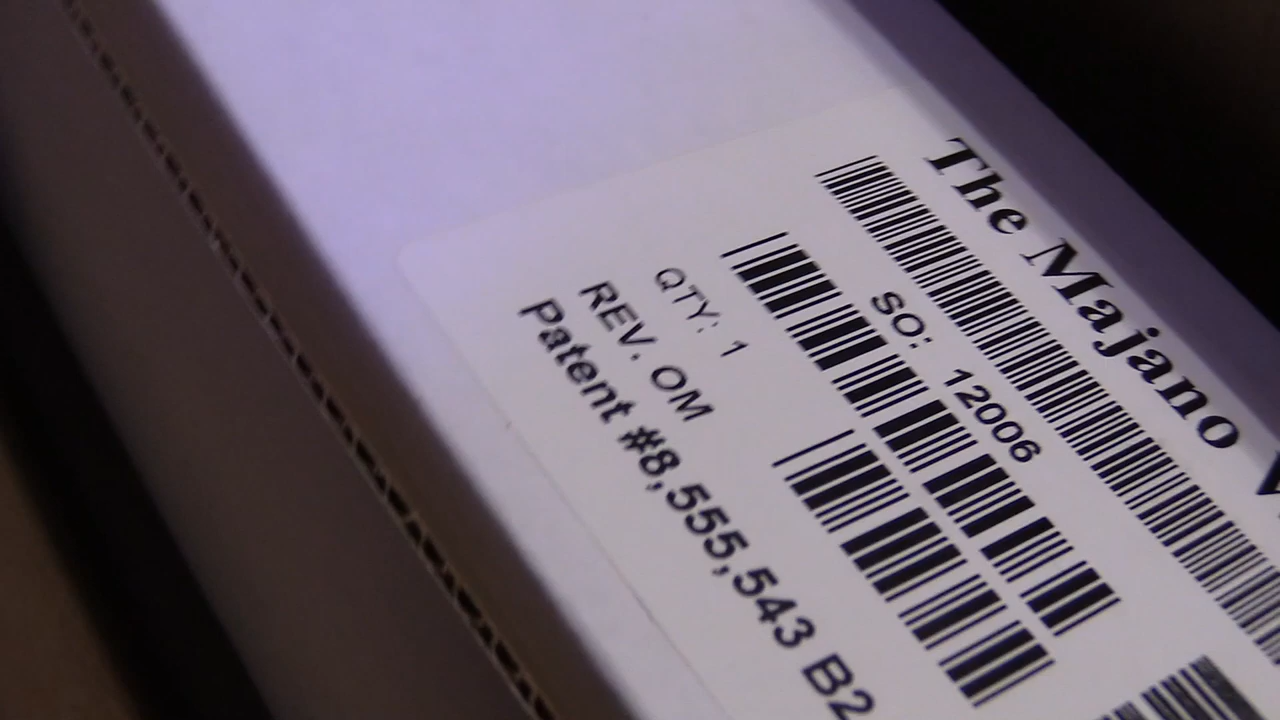 The Majano
SO: 12006
QTY: 1
REV. OM
Patent #8,555,543 B2